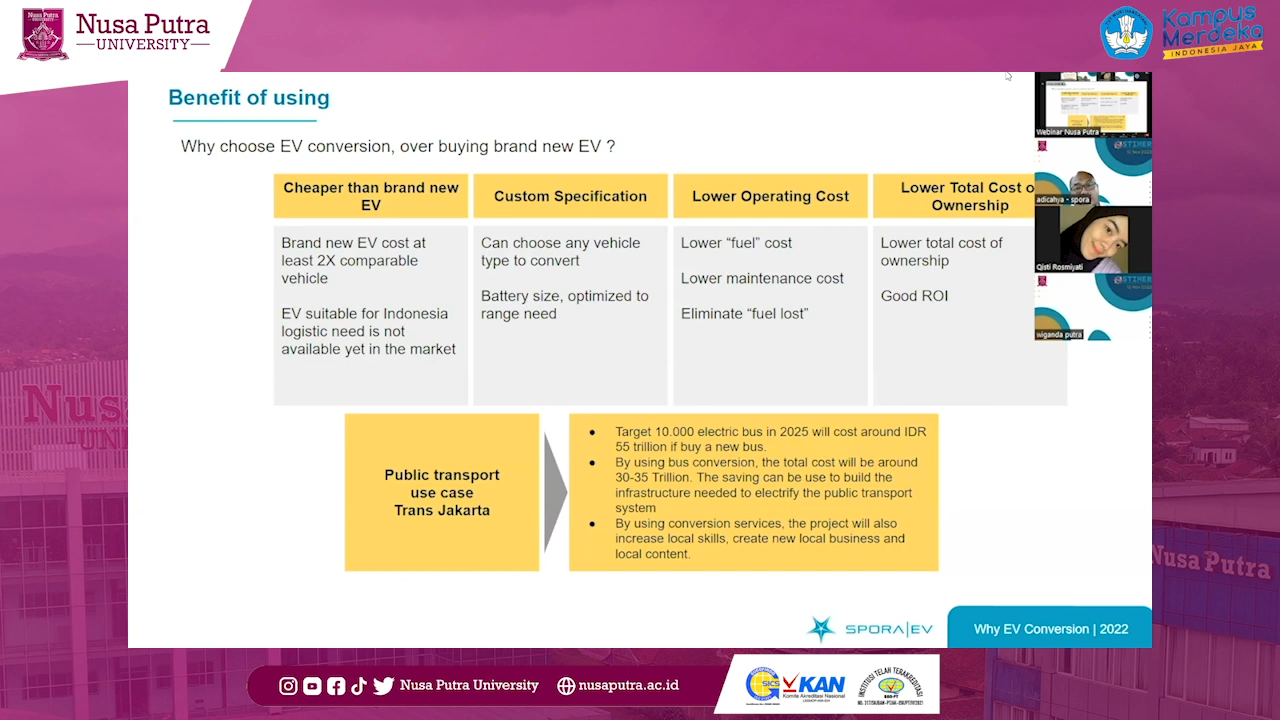 Nusa Putra
UNIVERSITY
Kampus
Merdeka
INDONESIA JAYA
Benefit of using
Why choose EV conversion, over buying brand new EV ?
Cheaper than brand new
EV
Brand new EV cost at
least 2X comparable
vehicle
EV suitable for Indonesia
logistic need is not
available yet in the market
Custom Specification
Can choose any vehicle
type to convert
Battery size, optimized to
range need
Lower Operating Cost
Lower “fuel” cost
Lower maintenance cost
Eliminate “fuel lost”
Lower Total Cost o
Ownership
Lower total cost of
ownership
Good ROI
Webinar Nusa Putra
adicahya - spora
Qisti Rosmiyati
wiganda putra
Public transport
use case
Trans Jakarta
● Target 10.000 electric bus in 2025 will cost around IDR
55 trillion if buy a new bus.
● By using bus conversion, the total cost will be around
30-35 Trillion. The saving can be use to build the
infrastructure needed to electrify the public transport
system
● By using conversion services, the project will also
increase local skills, create new local business and
local content.
SPORA|EV
Why EV Conversion | 2022
Nusa Putra University
nusaputra.ac.id
SICS
KAN
Komite Akreditasi Nasional
INSTITUSI TELAH TERAKREDITASI
BAN-PT